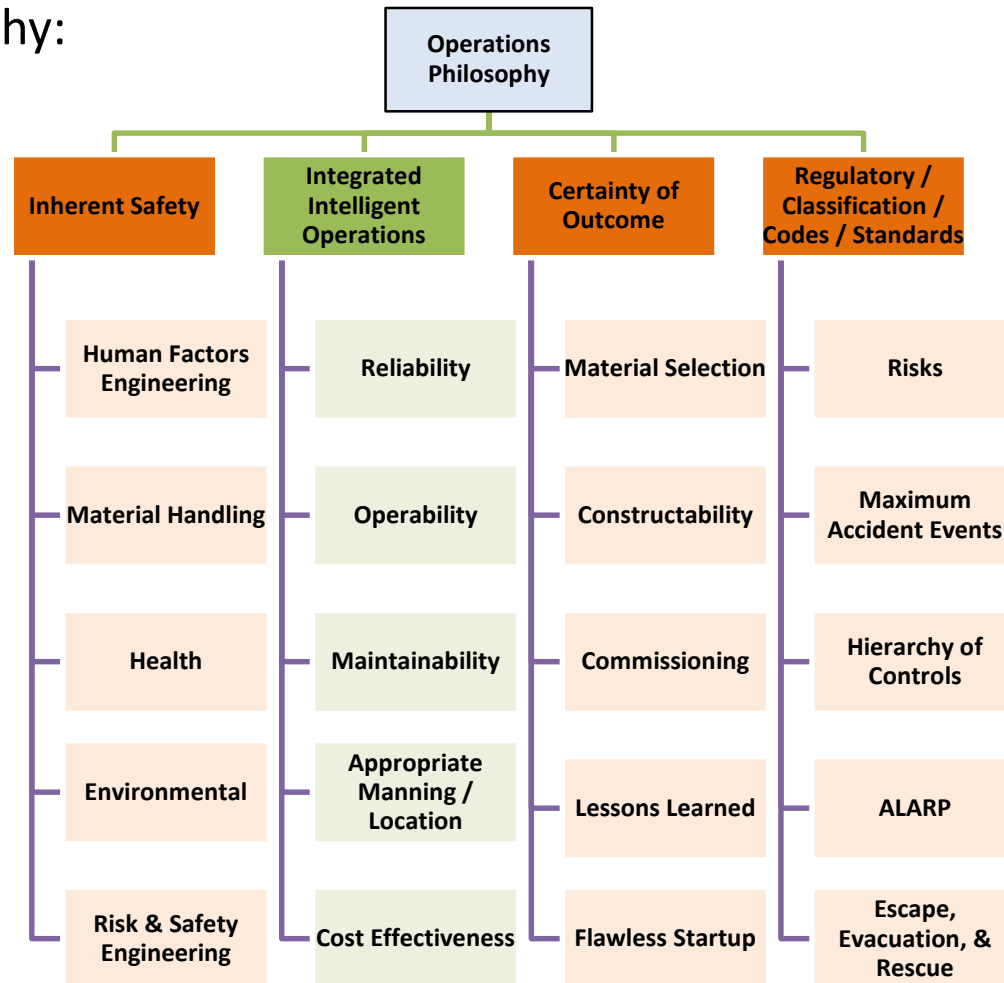 hy:
Operations
Philosophy
Inherent Safety
Integrated
Intelligent
Operations
Certainty of
Outcome
Regulatory /
Classification /
Codes / Standards
Human Factors
Engineering
Reliability
Material Selection
Risks
Material Handling
Operability
Constructability
Maximum
Accident Events
Health
Maintainability
Commissioning
Hierarchy of
Controls
Environmental
Appropriate
Manning /
Location
Lessons Learned
ALARP
Risk & Safety
Engineering
Cost Effectiveness
Flawless Startup
Escape,
Evacuation, &
Rescue